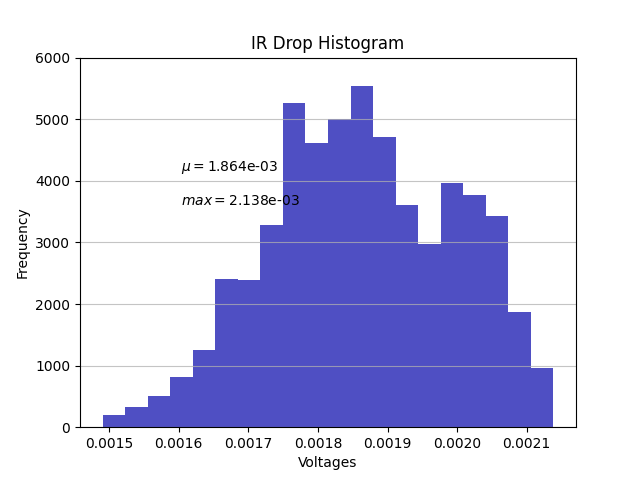 IR Drop Histogram
6000
5000
4000
3000
2000
1000
0
Frequency
μ = 1.864e-03
max = 2.138e-03
0.0015 0.0016 0.0017 0.0018 0.0019 0.0020 0.0021
Voltages